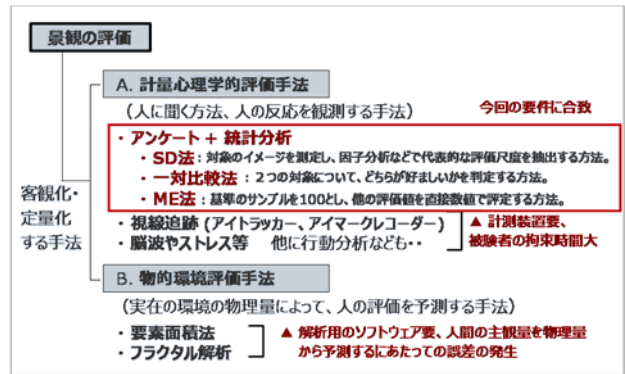 景観の評価
A. 計量心理学的評価手法
(人に聞く方法、人の反応を観測する手法)
今回の要件に合致
・アンケート + 統計分析
・SD法:対象のイメージを測定し、因子分析などで代表的な評価尺度を抽出する方法。
・一対比較法:2つの対象について、どちらが好ましいかを判定する方法。
・ME法:基準のサンプルを100とし、他の評価値を直接数値で評定する方法。
客観化・
定量化
する手法
・視線追跡 (アイトラッカー、アイマークレコーダー)
・脳波やストレス等 他に行動分析なども・・
▲ 計測装置要、
被験者の拘束時間大
B. 物的環境評価手法
(実在の環境の物理量によって、人の評価を予測する手法)
・要素面積法
・フラクタル解析
▲ 解析用のソフトウェア要、人間の主観量を物理量
から予測するにあたっての誤差の発生